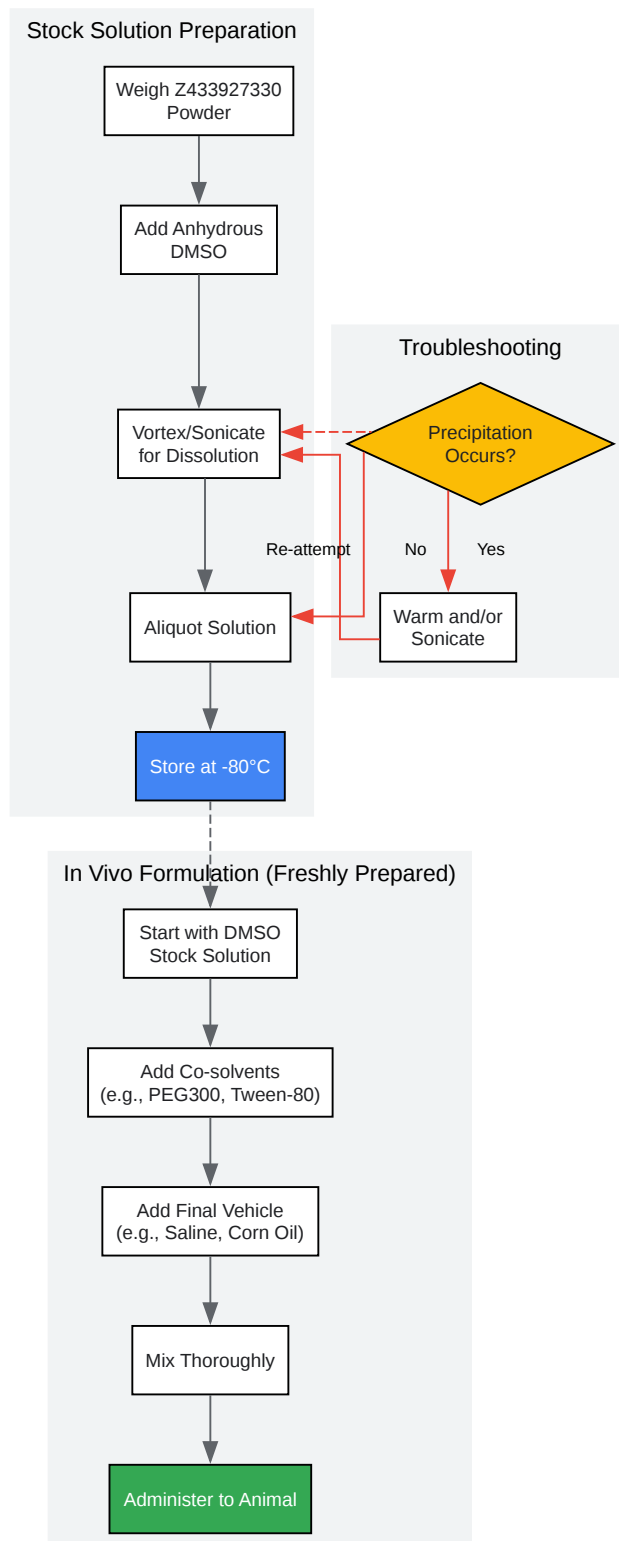 Stock Solution Preparation
Weigh Z433927330
Powder
Add Anhydrous
DMSO
Troubleshooting
Vortex/Sonicate
for Dissolution
Precipitation
Occurs?
Re-attempt
No
Yes
Aliquot Solution
Warm and/or
Sonicate
Store at -80°C
In Vivo Formulation (Freshly Prepared)
Start with DMSO
Stock Solution
Add Co-solvents
(e.g., PEG300, Tween-80)
Add Final Vehicle
(e.g., Saline, Corn Oil)
Mix Thoroughly
Administer to Animal